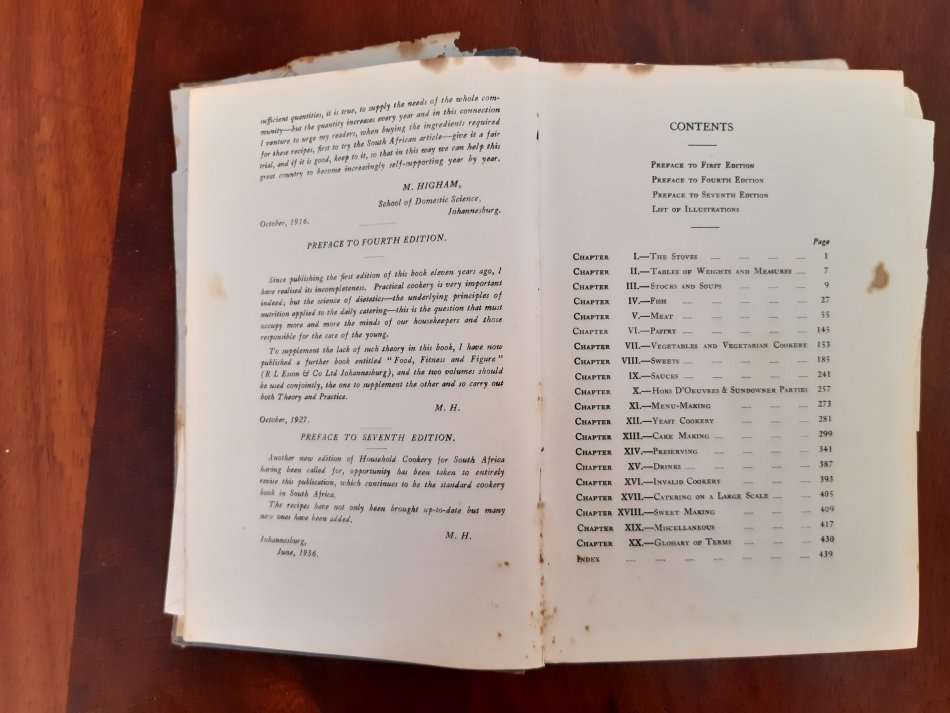 sufficient quantities, it is true, to supply the needs of the whole com-
munity—but the quantity increases every year and in this connection
I venture to urge my readers, when buying the ingredients required
for these recipes, first to try the South African article—give it a fair
trial, and if it is good, keep to it, so that in this way we can help this
great country to become increasingly self-supporting year by year.
M. HIGHAM,
School of Domestic Science,
Johannesburg.
October, 1916.
PREFACE TO FOURTH EDITION.
Since publishing the first edition of this book eleven years ago, I
have realised its incompleteness. Practical cookery is very important
indeed; but the science of dietetics—the underlying principles of
nutrition applied to the daily catering—this is the question that must
occupy more and more the minds of our housekeepers and those
responsible for the care of the young.
To supplement the lack of such theory in this book, I have now
published a further book entitled "Food, Fitness and Figure"
(R L Esson & Co Ltd Johannesburg), and the two volumes should
be used conjointly, the one to supplement the other and so carry out
both Theory and Practice.
M. H.
October, 1927.
PREFACE TO SEVENTH EDITION.
Another new edition of Household Cookery for South Africa
having been called for, opportunity has been taken to entirely
revise this publication, which continues to be the standard cookery
book in South Africa.
The recipes have not only been brought up-to-date but many
new ones have been added.
M. H.
Johannesburg,
June, 1936.
CONTENTS
PREFACE TO FIRST EDITION
PREFACE TO FOURTH EDITION
PREFACE TO SEVENTH EDITION
LIST OF ILLUSTRATIONS
Page
CHAPTER I.—THE STOVES 1
CHAPTER II.—TABLES OF WEIGHTS AND MEASURES 7
CHAPTER III.—STOCKS AND SOUPS 9
CHAPTER IV.—FISH 27
CHAPTER V.—MEAT 55
CHAPTER VI.—PASTRY 145
CHAPTER VII.—VEGETABLES AND VEGETARIAN COOKERY 153
CHAPTER VIII.—SWEETS 185
CHAPTER IX.—SAUCES 241
CHAPTER X.—HORS D'OEUVRES & SUNDOWNER PARTIES 257
CHAPTER XI.—MENU-MAKING 273
CHAPTER XII.—YEAST COOKERY 281
CHAPTER XIII.—CAKE MAKING 299
CHAPTER XIV.—PRESERVING 341
CHAPTER XV.—DRINKS 387
CHAPTER XVI.—INVALID COOKERY 393
CHAPTER XVII.—CATERING ON A LARGE SCALE 405
CHAPTER XVIII.—SWEET MAKING 409
CHAPTER XIX.—MISCELLANEOUS 417
CHAPTER XX.—GLOSSARY OF TERMS 430
INDEX 439